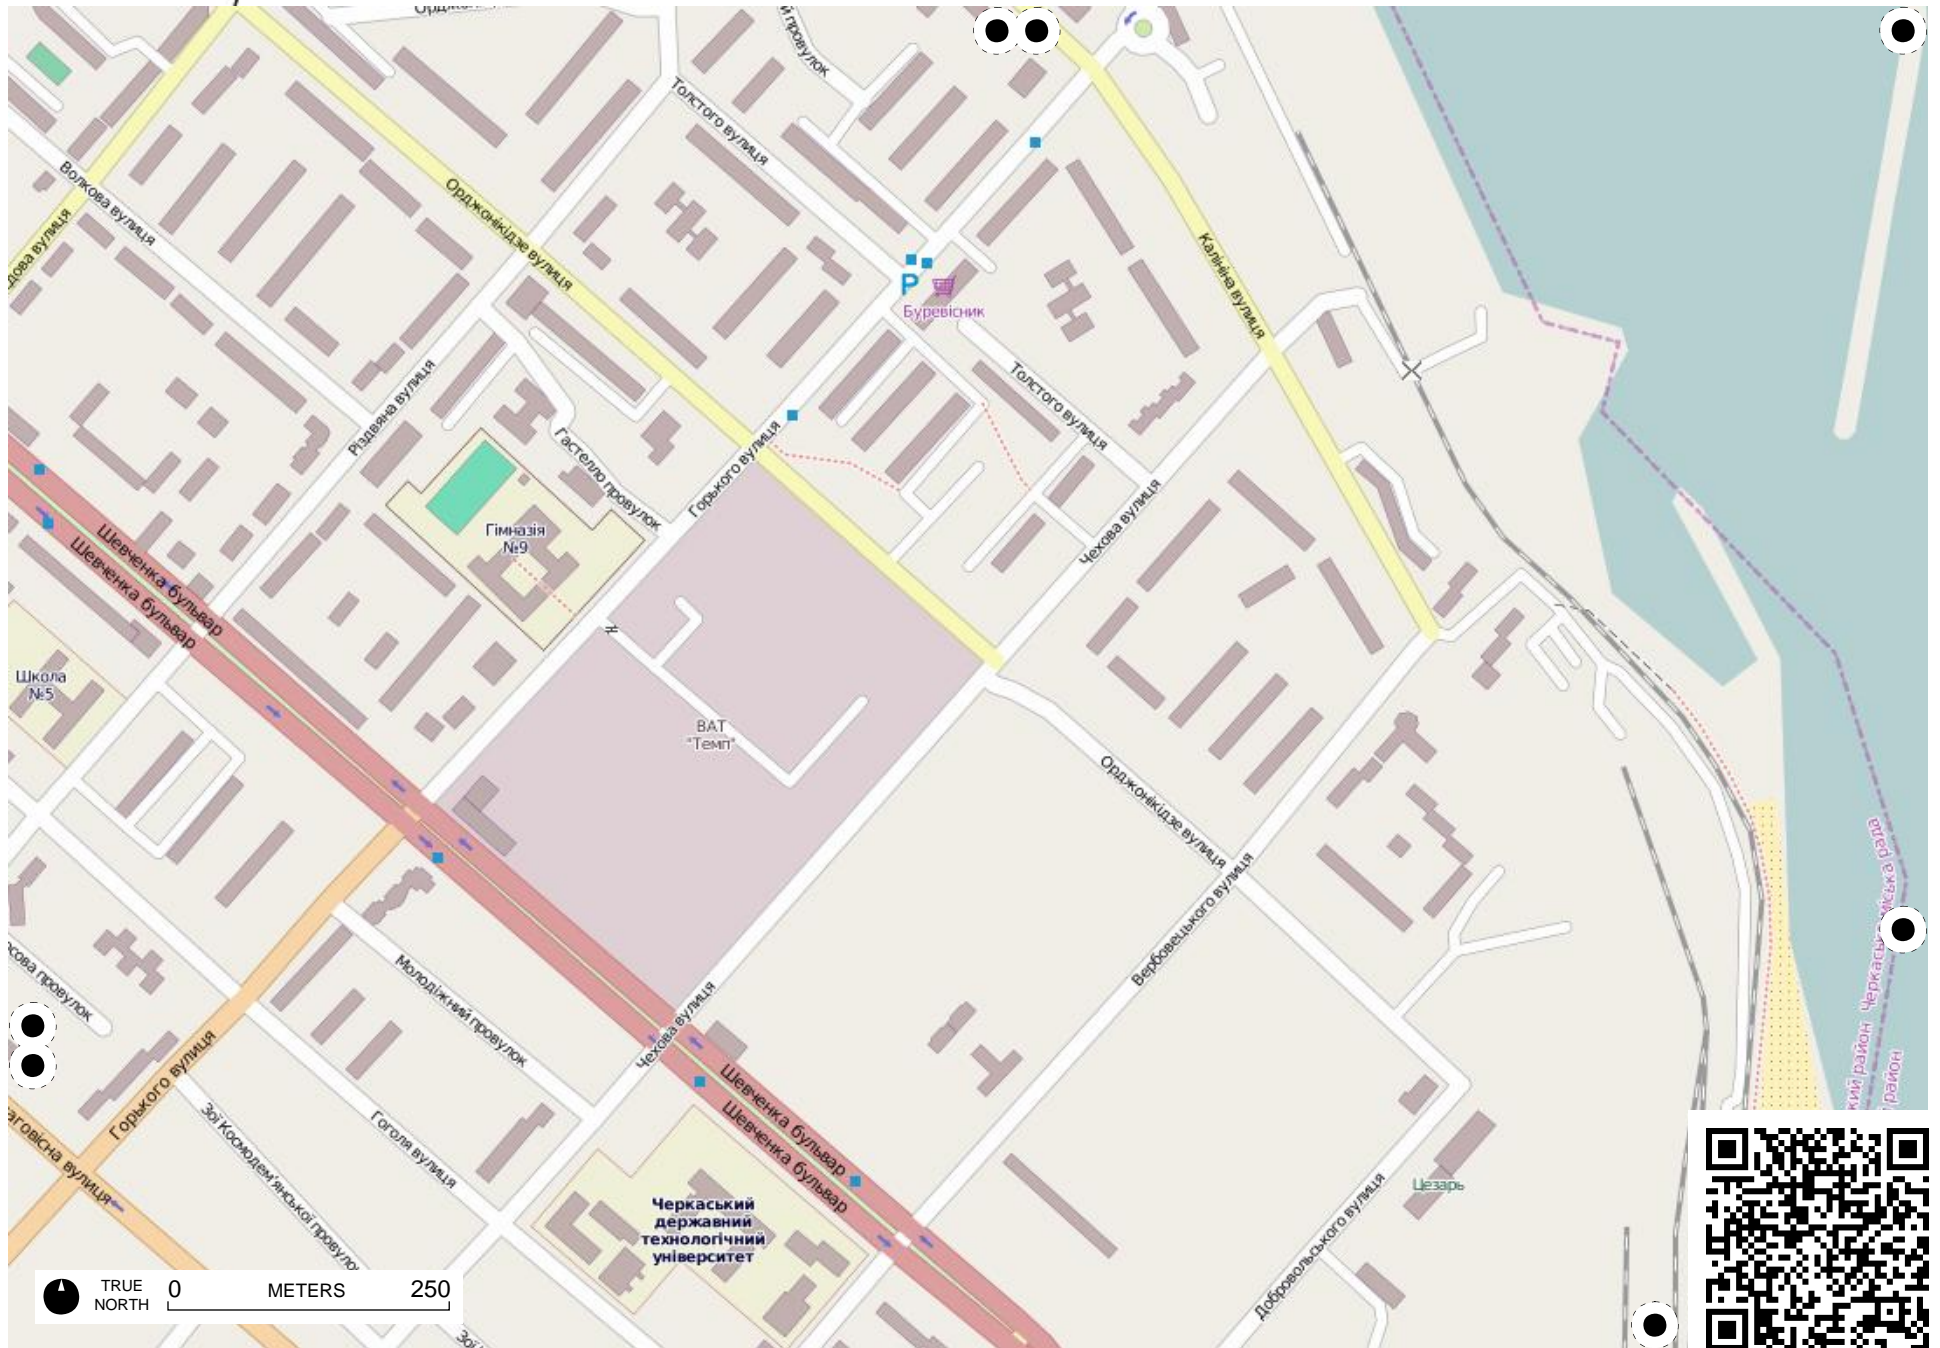 Толстого вулиця
провулок
Волкова вулиця
Орджонікідзе вулиця
Калініна вулиця
Буревісник
Різдвяна вулиця
Гастелло провулок
Горького вулиця
Толстого вулиця
Чехова вулиця
Гімназія
№9
Шевченка бульвар
Шевченка бульвар
Школа
№5
ВАТ
"Темп"
Орджонікідзе вулиця
Вербовецького вулиця
Молодіжний провулок
Чехова вулиця
Горького вулиця
Шевченка бульвар
Шевченка бульвар
Гоголя вулиця
Зої Космодем'янської провулок
Черкаський
державний
технологічний
університет
Цезарь
Добровольського вулиця
район
P
TRUE
NORTH
0 METERS 250